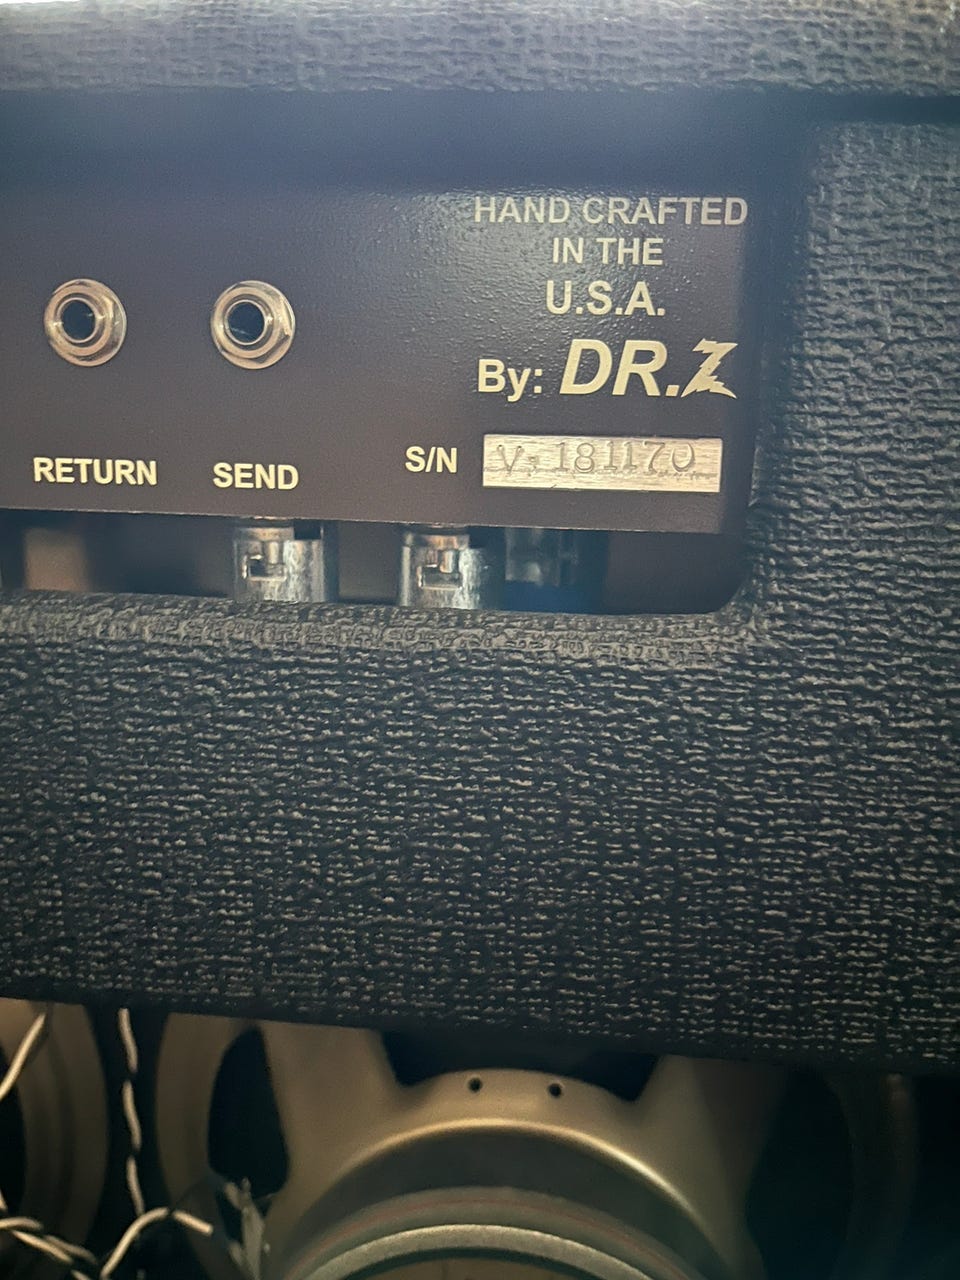 HAND CRAFTED
IN THE
U.S.A.
By: DR.Z
RETURN
SEND
S/N
V-181170